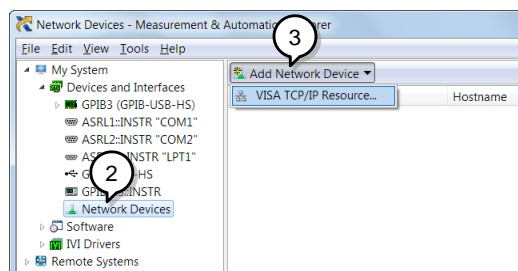 Network Devices - Measurement & Automation Explorer
3
File Edit View Tools Help
My System
Add Network Device
Devices and Interfaces
VISA TCP/IP Resource...
Hostname
GPIB3 (GPIB-USB-HS)
ASRL1::INSTR "COM1"
ASRL2::INSTR "COM2"
INSTR "LPT1"
2
HS
INSTR
Network Devices
Software
IVI Drivers
Remote Systems